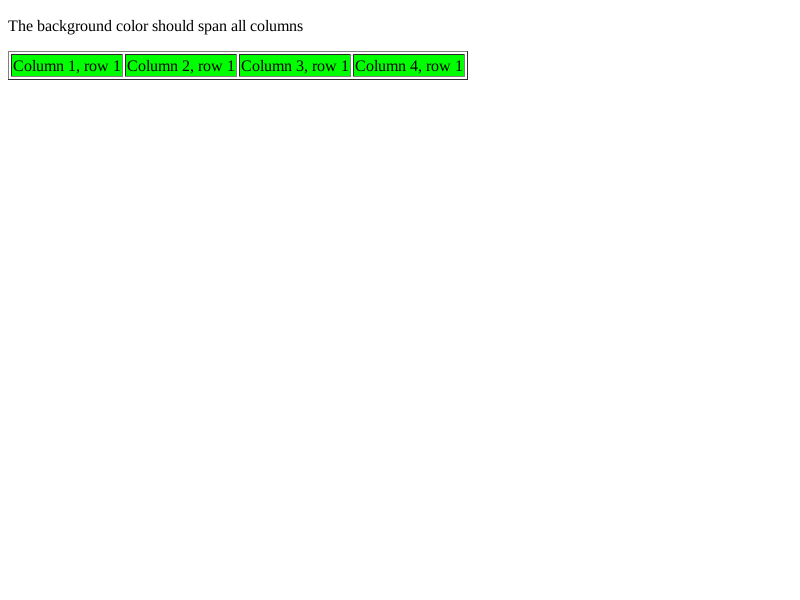 The background color should span all columns
Column 1, row 1 Column 2, row 1 Column 3, row 1 Column 4, row 1